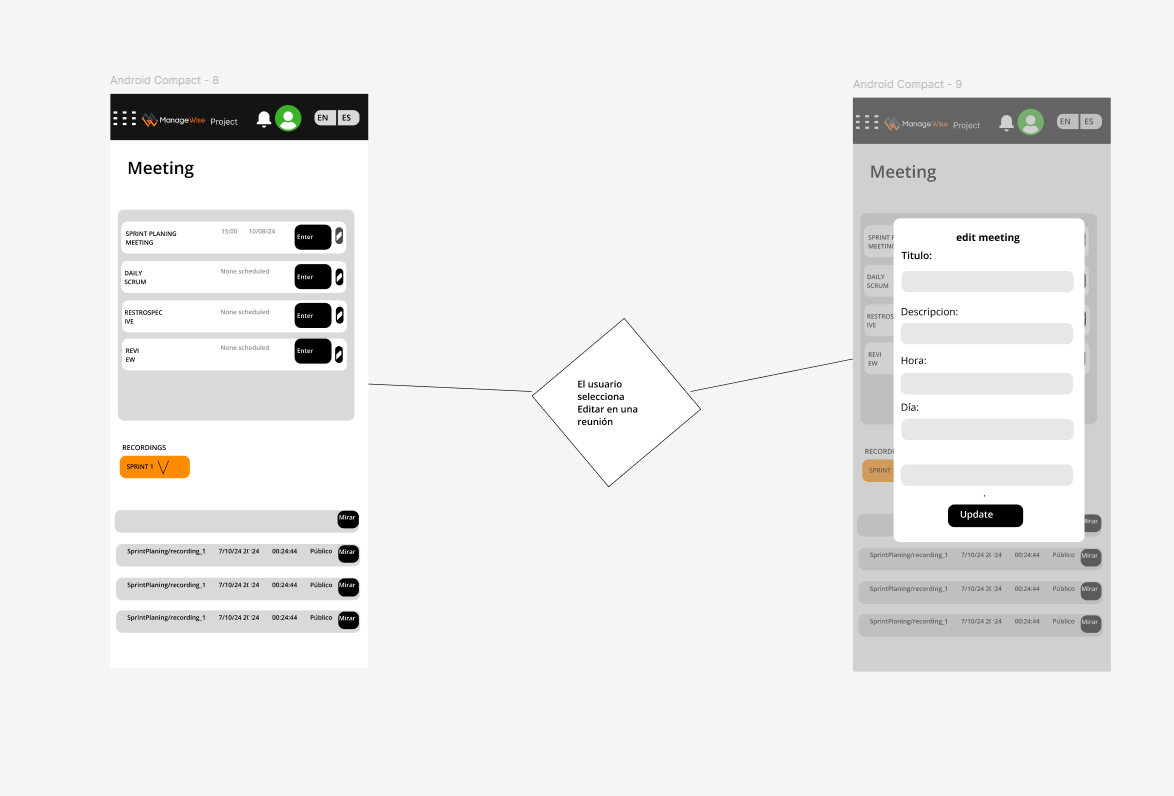 Android Compact - 8
ManageWise Project EN ES
Meeting
SPRINT PLANING
MEETING
15:00 10/08/24
Enter
DAILY
SCRUM
None scheduled
Enter
RESTROSPEC
IVE
None scheduled
Enter
REVI
EW
None scheduled
Enter
RECORDINGS
SPRINT 1
Mirar
SprintPlaning/recording_1 7/10/24 :24 00:24:44 Público Mirar
SprintPlaning/recording_1 7/10/24 :24 00:24:44 Público Mirar
SprintPlaning/recording_1 7/10/24 :24 00:24:44 Público Mirar
El usuario
selecciona
Editar en una
reunión
Android Compact - 9
ManageWise Project EN ES
Meeting
SPRINT
MEETING
DAILY
SCRUM
RESTROS
IVE
REVI
EW
RECORD
SPRINT
edit meeting
Titulo:
Descripcion:
Hora:
Día:
.
Update
Mirar
SprintPlaning/recording_1 7/10/24 :24 00:24:44 Público Mirar
SprintPlaning/recording_1 7/10/24 :24 00:24:44 Público Mirar
SprintPlaning/recording_1 7/10/24 :24 00:24:44 Público Mirar